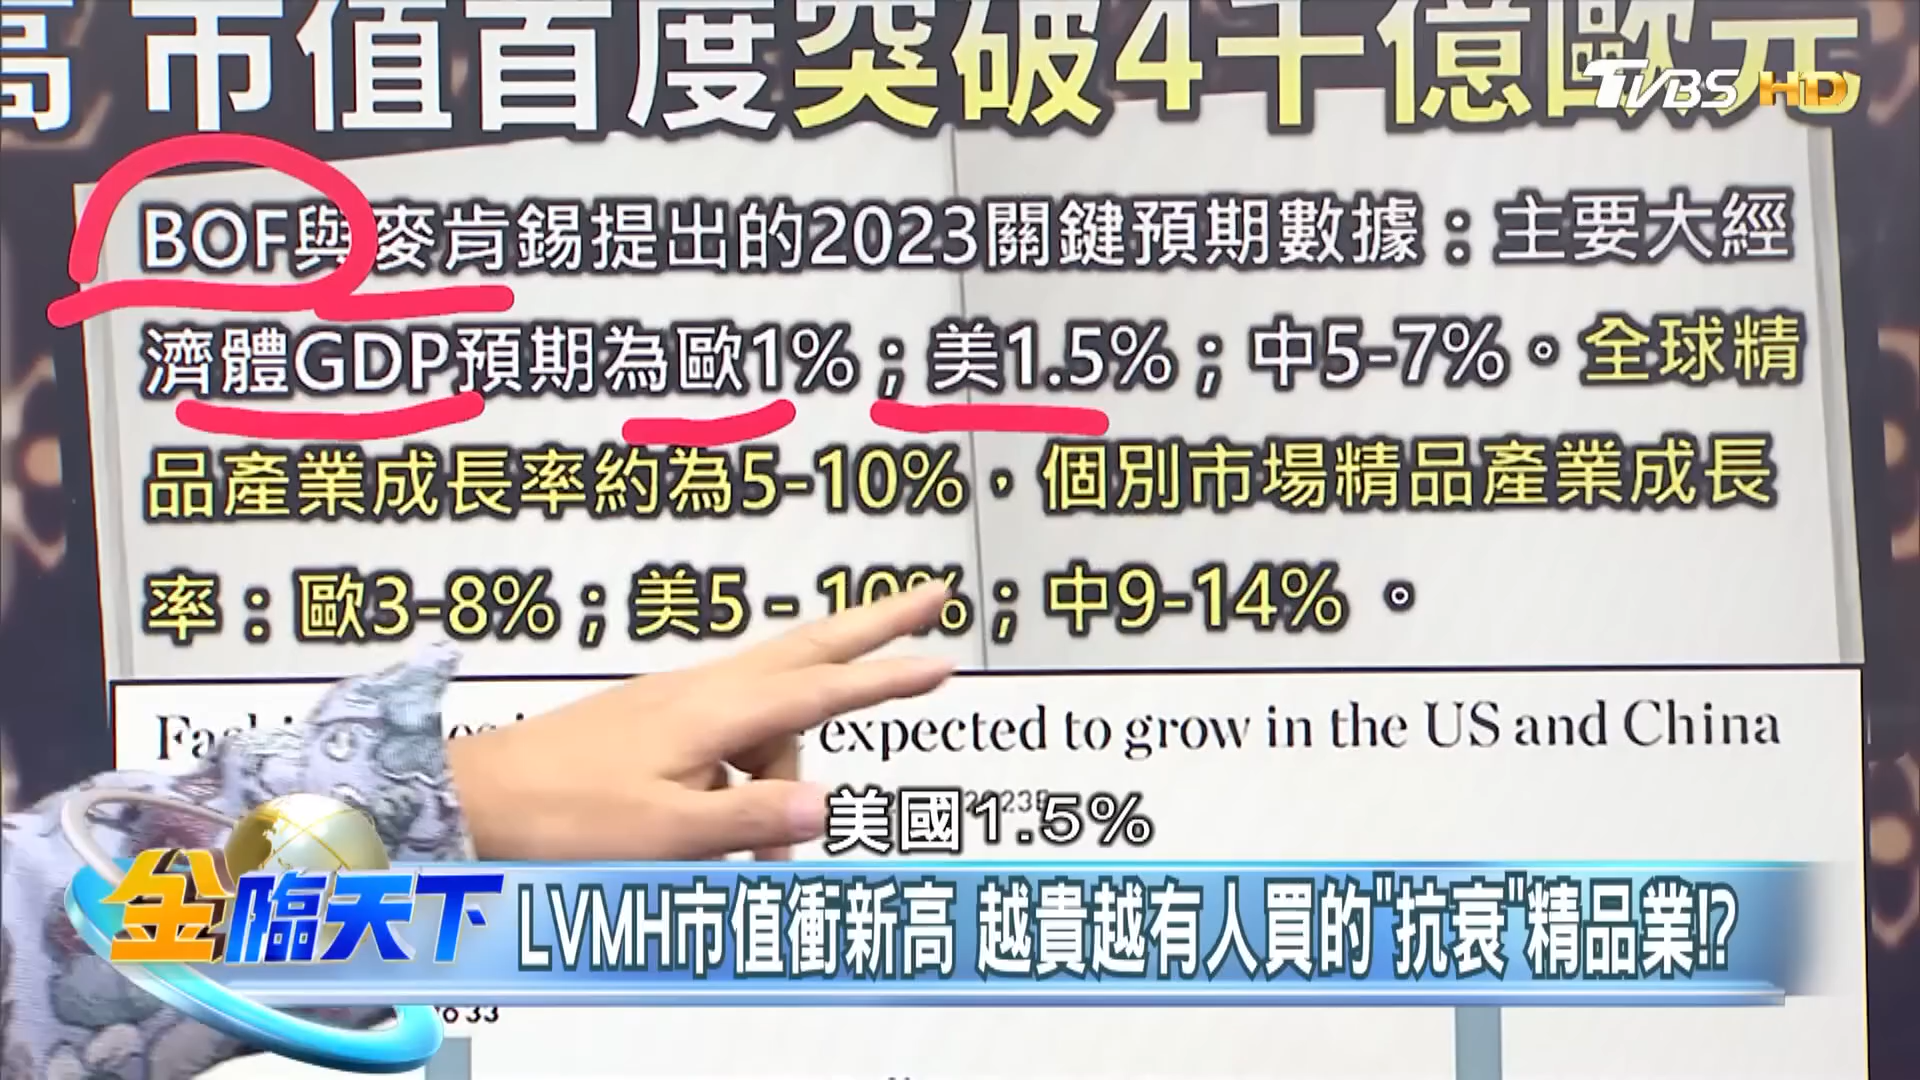 高 市值首度突破4千億歐元
TVBS HD
BOF與麥肯錫提出的2023關鍵預期數據：主要大經
濟體GDP預期為歐1%；美1.5%；中5-7%。全球精
品產業成長率約為5-10%，個別市場精品產業成長
率：歐3-8%；美5-10%；中9-14%。
expected to grow in the US and China
美國1.5%
金臨天下
LVMH市值衝新高 越貴越有人買的"抗衰"精品業!?
33